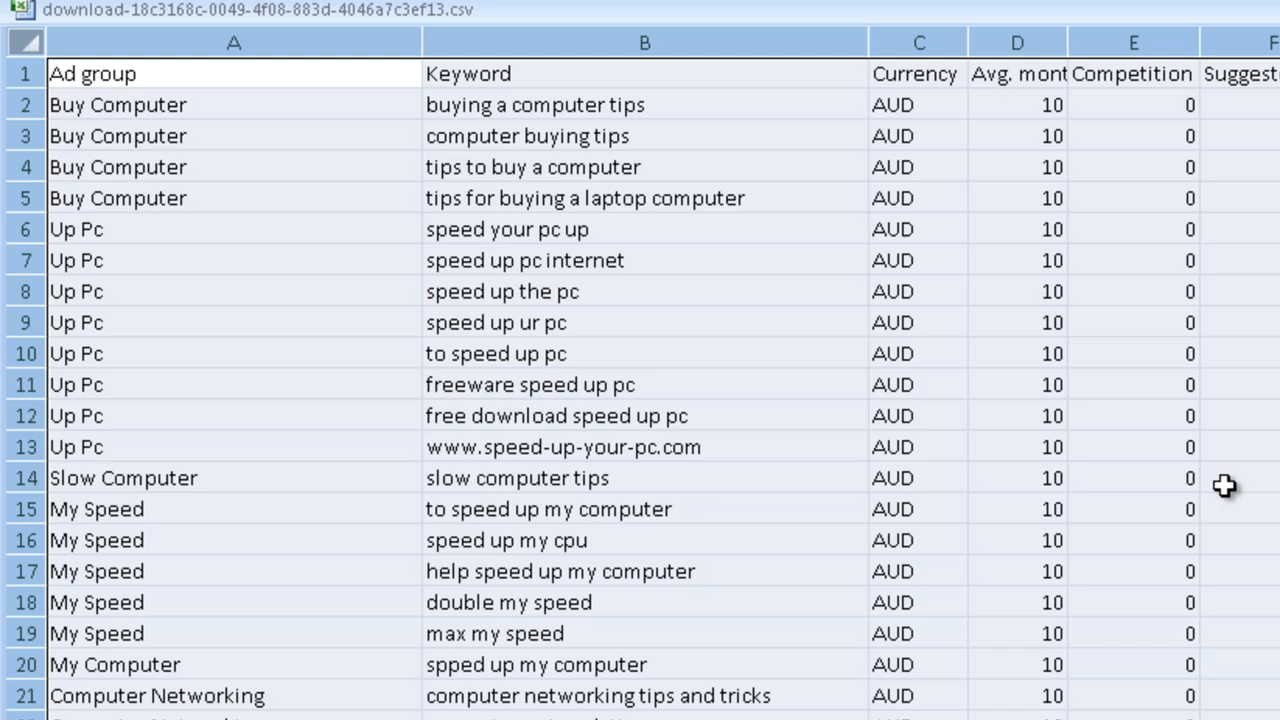 download-18c3168c-0049-4f08-883d-4046a7c3ef13.csv
A B C D E F
1 Ad group Keyword Currency Avg. mont Competition Suggest
2 Buy Computer buying a computer tips AUD 10 0
3 Buy Computer computer buying tips AUD 10 0
4 Buy Computer tips to buy a computer AUD 10 0
5 Buy Computer tips for buying a laptop computer AUD 10 0
6 Up Pc speed your pc up AUD 10 0
7 Up Pc speed up pc internet AUD 10 0
8 Up Pc speed up the pc AUD 10 0
9 Up Pc speed up ur pc AUD 10 0
10 Up Pc to speed up pc AUD 10 0
11 Up Pc freeware speed up pc AUD 10 0
12 Up Pc free download speed up pc AUD 10 0
13 Up Pc www.speed-up-your-pc.com AUD 10 0
14 Slow Computer slow computer tips AUD 10 0
15 My Speed to speed up my computer AUD 10 0
16 My Speed speed up my cpu AUD 10 0
17 My Speed help speed up my computer AUD 10 0
18 My Speed double my speed AUD 10 0
19 My Speed max my speed AUD 10 0
20 My Computer spped up my computer AUD 10 0
21 Computer Networking computer networking tips and tricks AUD 10 0